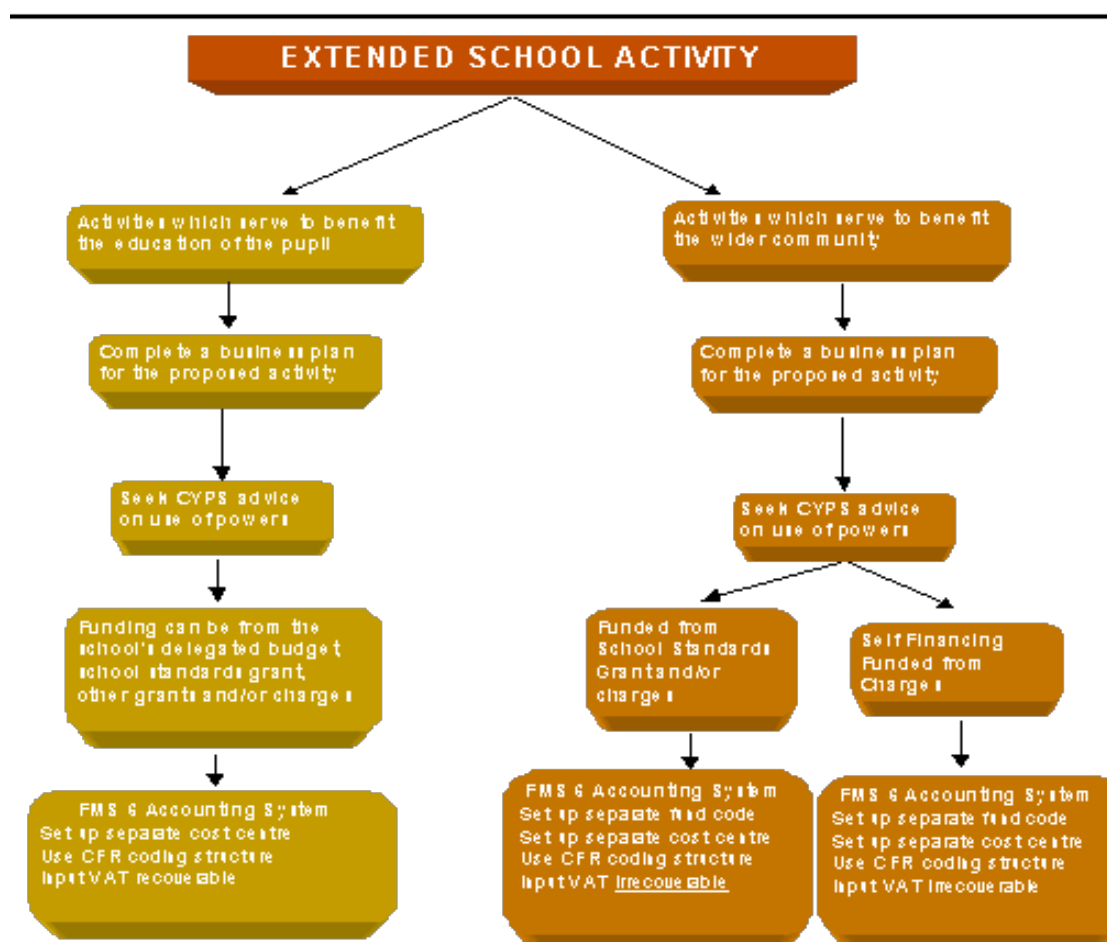 EXTENDED SCHOOL ACTIVITY
Activities which serve to benefit
the education of the pupil
Activities which serve to benefit
the wider community
Complete a business plan
for the proposed activity
Complete a business plan
for the proposed activity
Seek CYPS advice
on use of powers
Seek CYPS advice
on use of powers
Funding can be from the
school's delegated budget,
school standards grant,
other grants and/or charges
Funded from
School Standards
Grant and/or
charges
Self Financing
Funded from
Charges
FMS 6 Accounting System
Set up separate cost centre
Use CFR coding structure
Input VAT recoverable
FMS 6 Accounting System
Set up separate fund code
Set up separate cost centre
Use CFR coding structure
Input VAT irrecoverable
FMS 6 Accounting System
Set up separate fund code
Set up separate cost centre
Use CFR coding structure
Input VAT irrecoverable